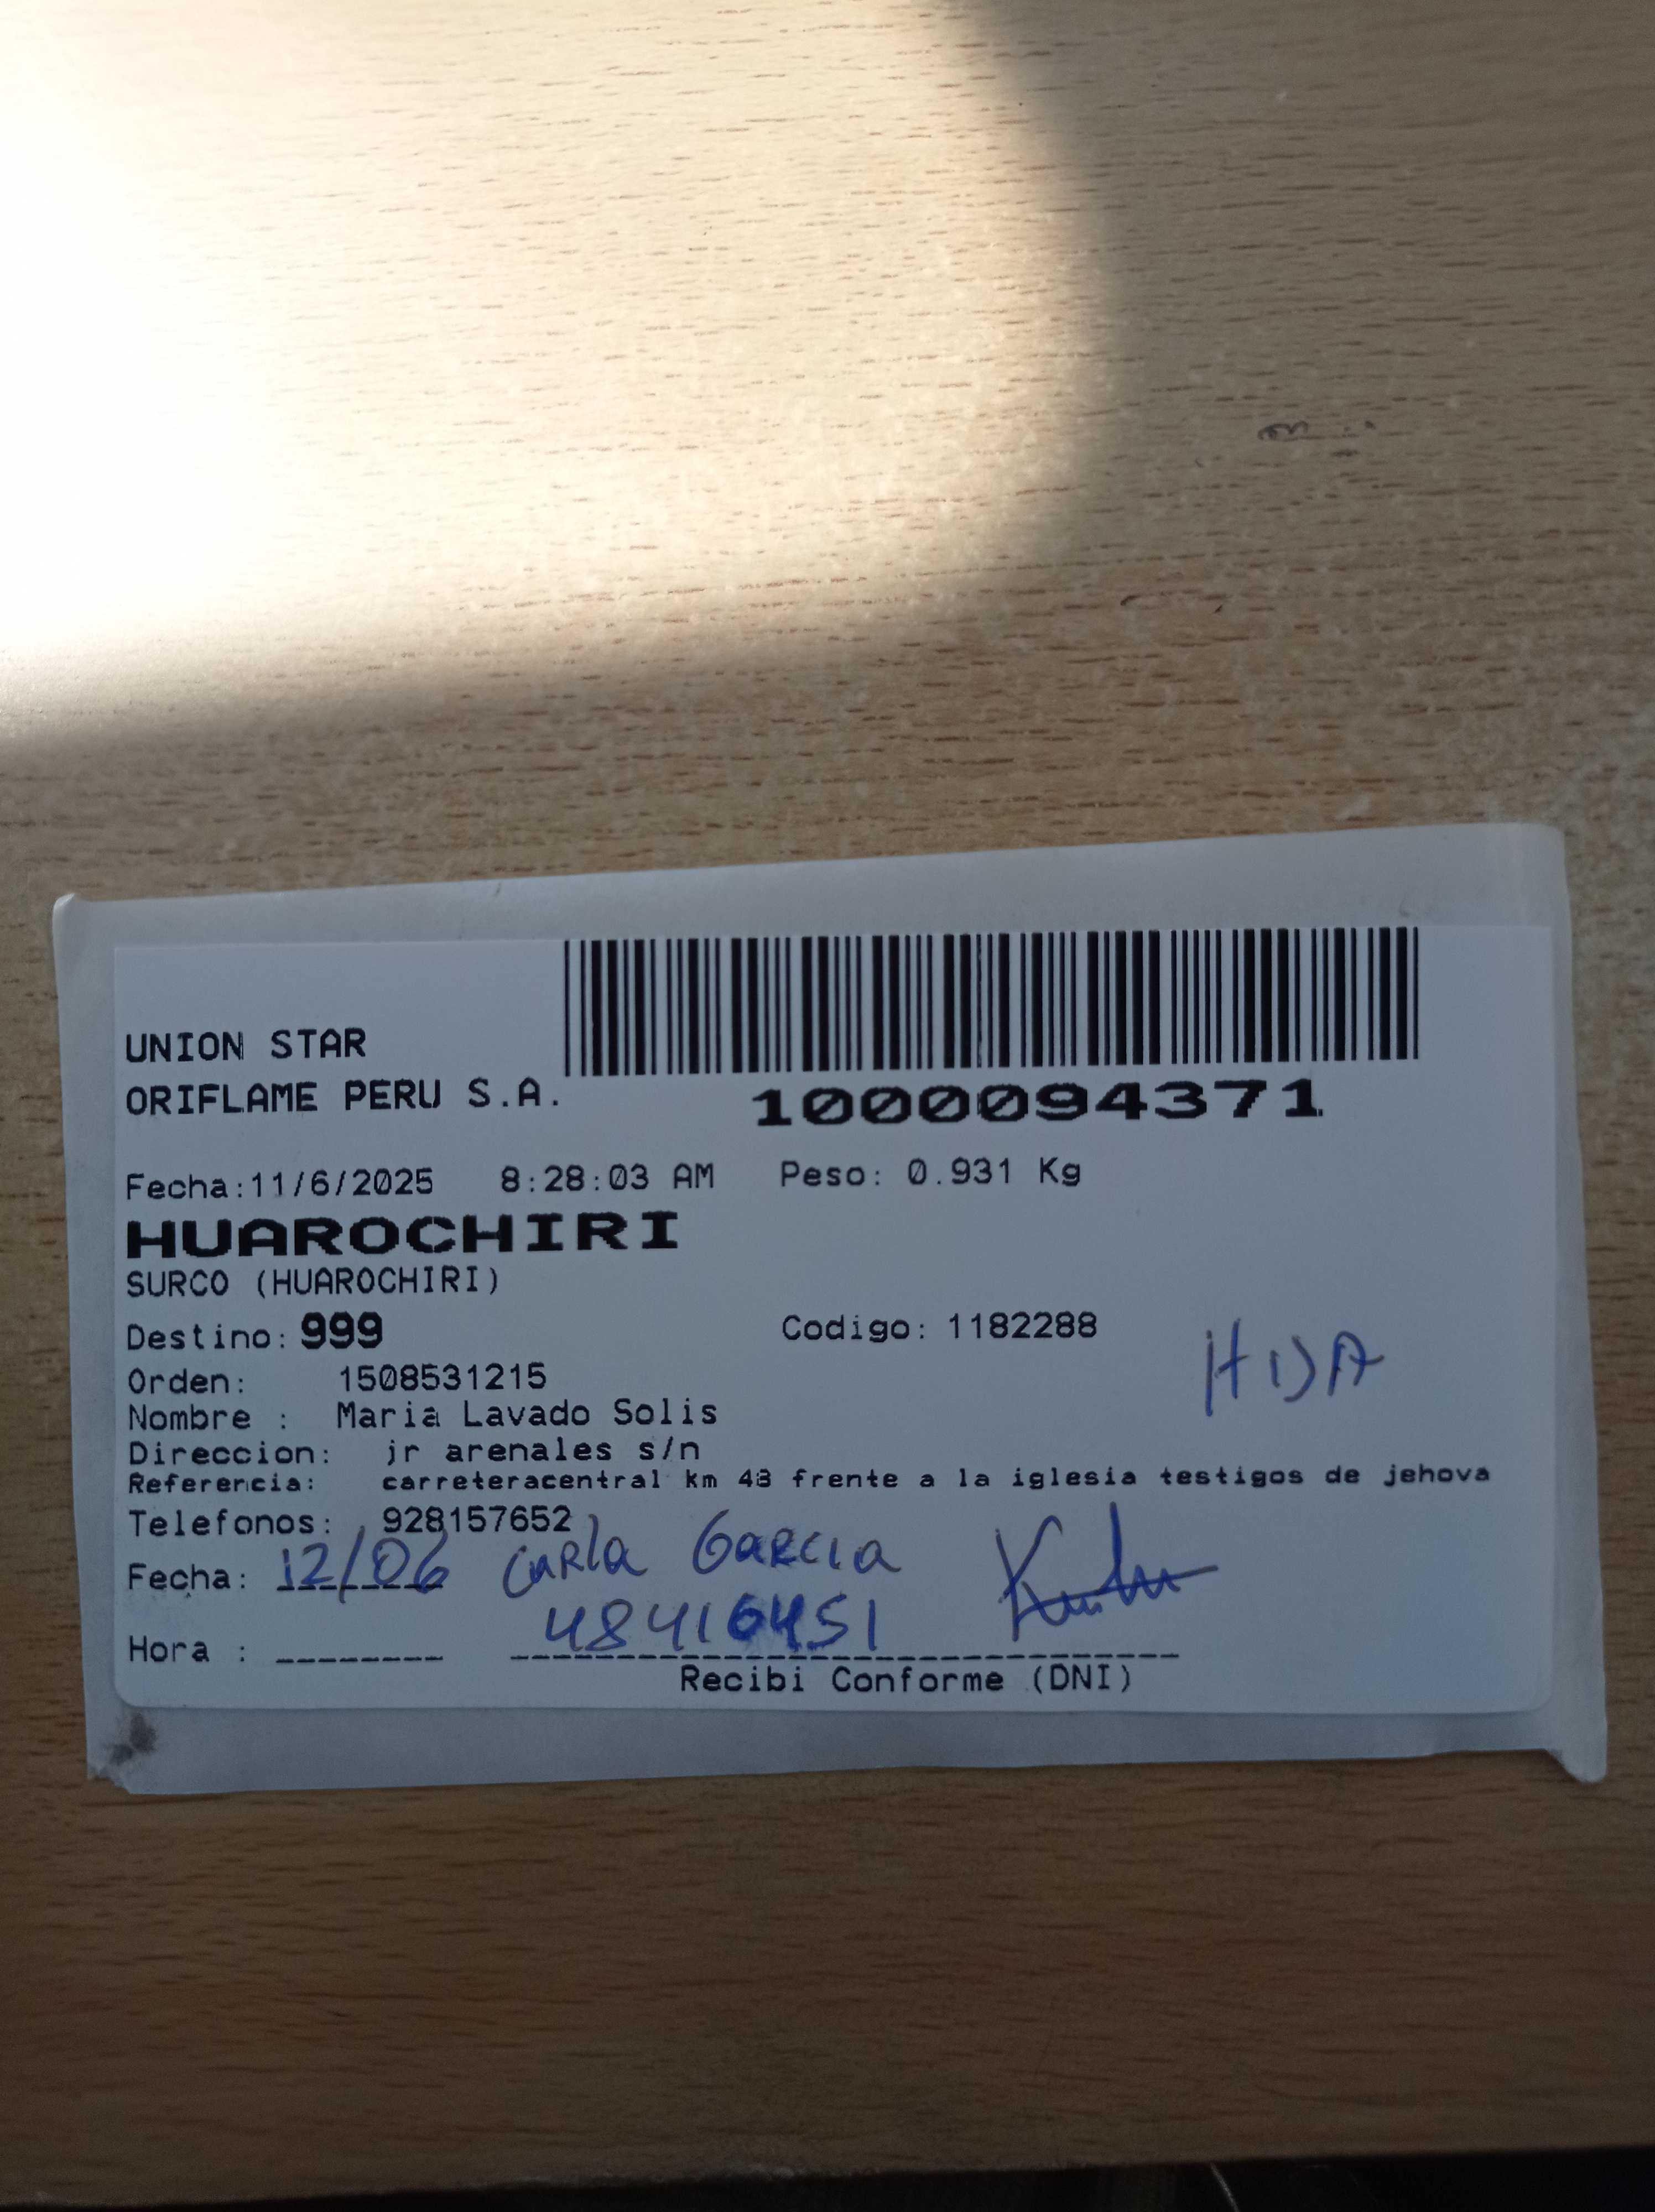 UNION STAR
ORIFLAME PERU S.A.
1000094371
Fecha:11/6/2025 8:28:03 AM Peso: 0.931 Kg
HUAROCHIRI
SURCO (HUAROCHIRI)
Destino: 999 Codigo: 1182288
HIJA
Orden: 1508531215
Nombre : Maria Lavado Solis
Direccion: jr arenales s/n
Referencia: carreteracentral km 43 frente a la iglesia testigos de jehova
Telefonos: 928157652
Fecha: 12/06 Carla Garcia
48416451
Hora :
Recibi Conforme (DNI)